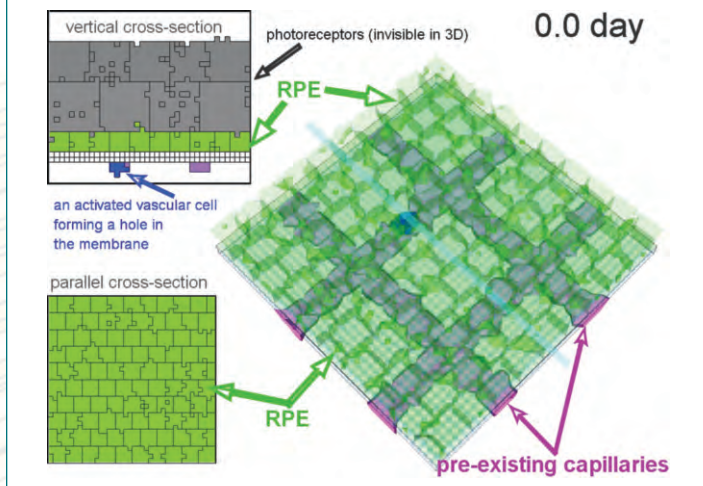 vertical cross-section
photoreceptors (invisible in 3D)
0.0 day
RPE
an activated vascular cell
forming a hole in
the membrane
parallel cross-section
RPE
pre-existing capillaries